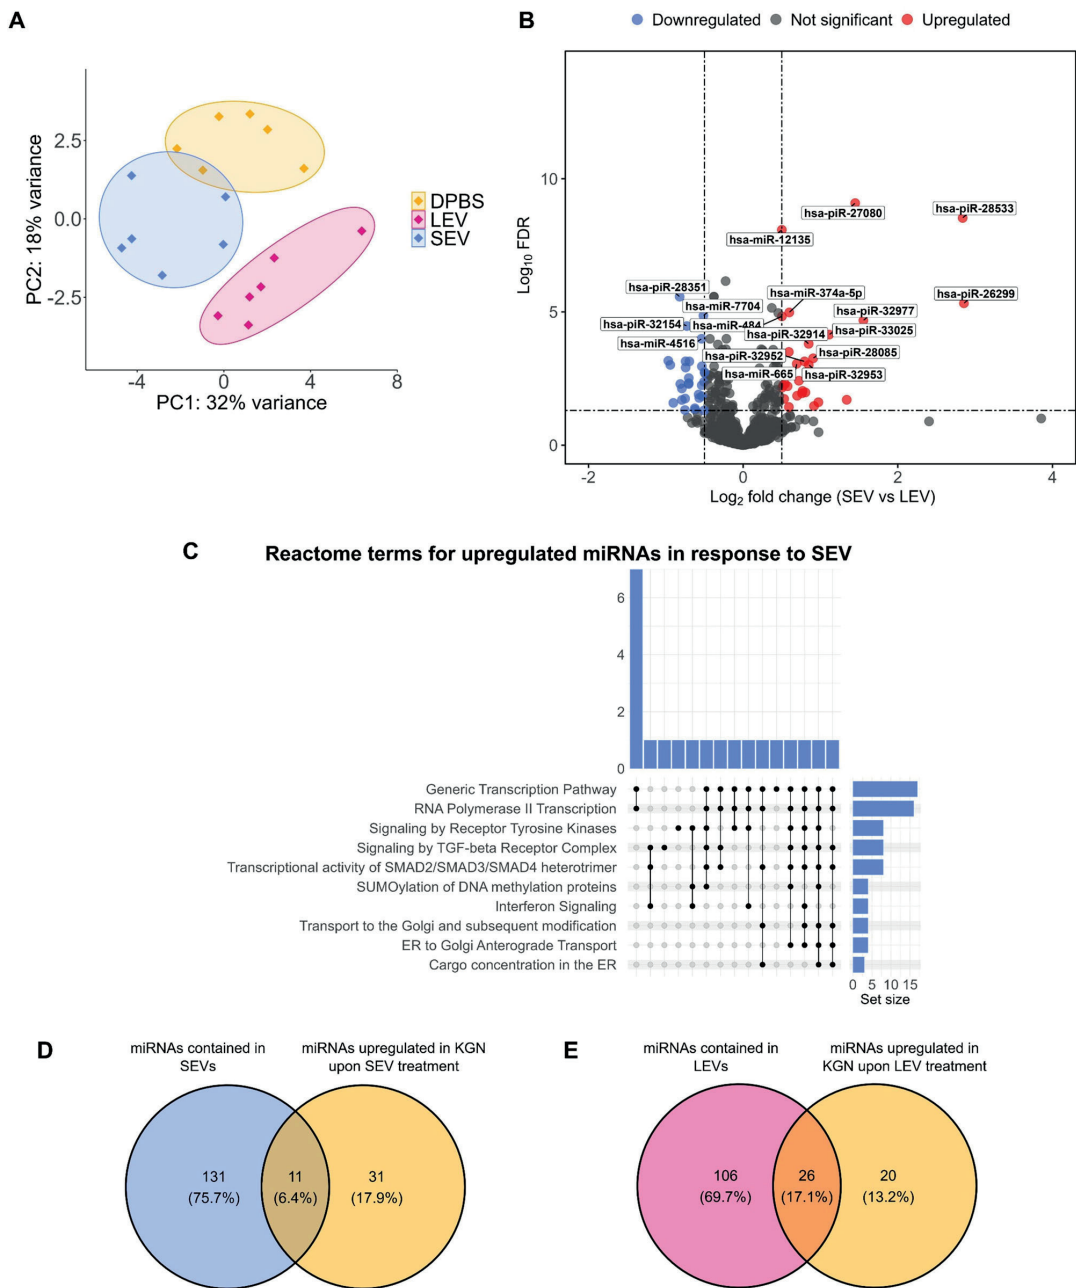 A
2.5
0.0
-2.5
PC2: 18% variance
-4
0
4
8
PC1: 32% variance
DPBS
LEV
SEV
B
Downregulated
Not significant
Upregulated
10
5
0
Log10 FDR
hsa-piR-27080
hsa-piR-28533
hsa-miR-12135
hsa-piR-28351
hsa-miR-374a-5p
hsa-piR-26299
hsa-miR-7704
hsa-piR-32977
hsa-piR-32154
hsa-miR-484
hsa-piR-33025
hsa-piR-32914
hsa-miR-4516
hsa-piR-32952
hsa-piR-28085
hsa-miR-665
hsa-piR-32953
-2
0
2
4
Log2 fold change (SEV vs LEV)
C
Reactome terms for upregulated miRNAs in response to SEV
6
4
2
0
Generic Transcription Pathway
RNA Polymerase II Transcription
Signaling by Receptor Tyrosine Kinases
Signaling by TGF-beta Receptor Complex
Transcriptional activity of SMAD2/SMAD3/SMAD4 heterotrimer
SUMOylation of DNA methylation proteins
Interferon Signaling
Transport to the Golgi and subsequent modification
ER to Golgi Anterograde Transport
Cargo concentration in the ER
0 5 10 15
Set size
D
miRNAs contained in
SEVs
miRNAs upregulated in KGN
upon SEV treatment
131
(75.7%)
11
(6.4%)
31
(17.9%)
E
miRNAs contained in
LEVs
miRNAs upregulated in
KGN upon LEV treatment
106
(69.7%)
26
(17.1%)
20
(13.2%)